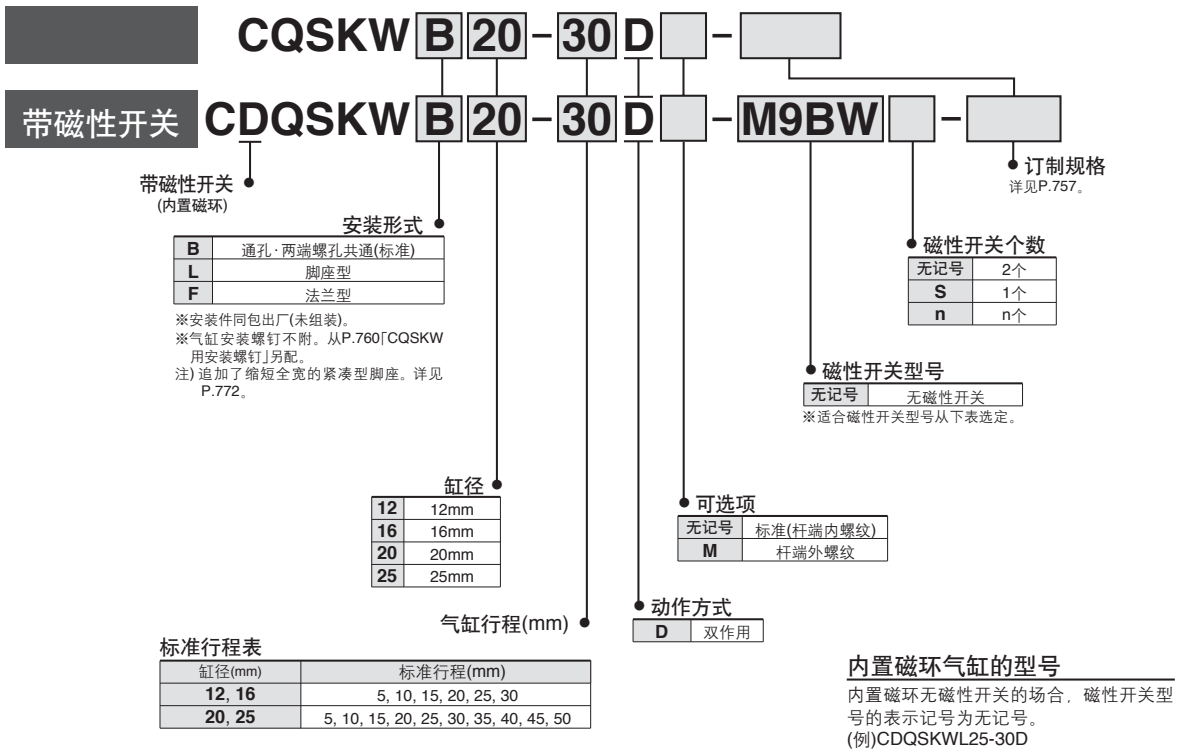 CQSKW B 20-30 D -
带磁性开关 CDQSKW B 20-30 D - M9BW -
带磁性开关
(内置磁环)
订制规格
详见P.757。
安装形式
B 通孔·两端螺孔共通(标准)
L 脚座型
F 法兰型
※安装件同包出厂(未组装)。
※气缸安装螺钉不附。从P.760「CQSKW
用安装螺钉」另配。
注) 追加了缩短全宽的紧凑型脚座。详见
P.772。
磁性开关个数
无记号 2个
S 1个
n n个
磁性开关型号
无记号 无磁性开关
※适合磁性开关型号从下表选定。
缸径
12 12mm
16 16mm
20 20mm
25 25mm
可选项
无记号 标准(杆端内螺纹)
M 杆端外螺纹
动作方式
D 双作用
气缸行程(mm)
标准行程表
缸径(mm) 标准行程(mm)
12, 16 5, 10, 15, 20, 25, 30
20, 25 5, 10, 15, 20, 25, 30, 35, 40, 45, 50
内置磁环气缸的型号
内置磁环无磁性开关的场合，磁性开关型
号的表示记号为无记号。
(例)CDQSKWL25-30D